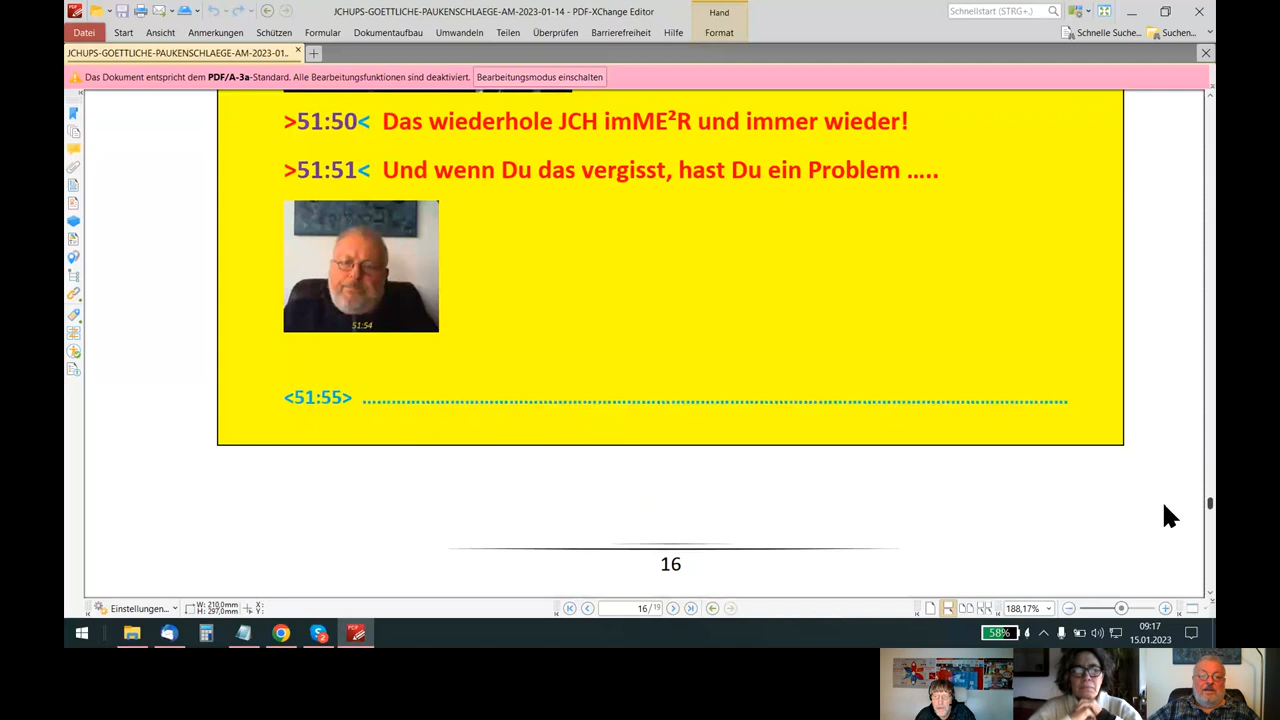 JCHUPS-GOETTLICHE-PAUKENSCHLAEGE-AM-2023-01-14 - PDF-XChange Editor
Hand
Schnellstart (STRG+,)
Datei Start Ansicht Anmerkungen Schützen Formular Dokumentaufbau Umwandeln Teilen Überprüfen Barrierefreiheit Hilfe Format Schnelle Suche... Suchen...
JCHUPS-GOETTLICHE-PAUKENSCHLAEGE-AM-2023-01..
Das Dokument entspricht dem PDF/A-3a-Standard. Alle Bearbeitungsfunktionen sind deaktiviert. Bearbeitungsmodus einschalten
>51:50< Das wiederhole JCH imME²R und immer wieder!
>51:51< Und wenn Du das vergisst, hast Du ein Problem …..
51:54
<51:55> ……………………………………………………………………………………………………………
16
Einstellungen... W: 210,0mm H: 297,0mm X: Y: 16 / 19 188,17%
58% 09:17
15.01.2023